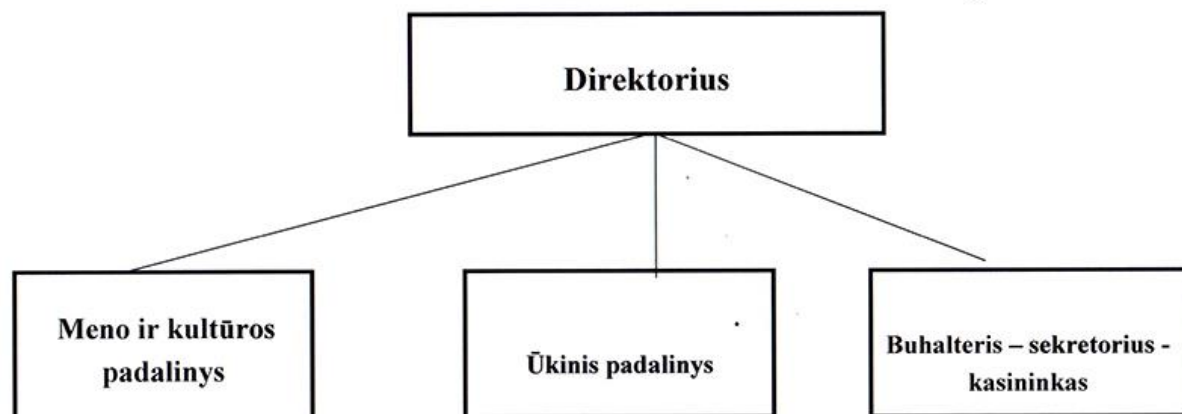 Direktorius
Meno ir kultūros
padalinys
Ūkinis padalinys
Buhalteris – sekretorius -
kasininkas